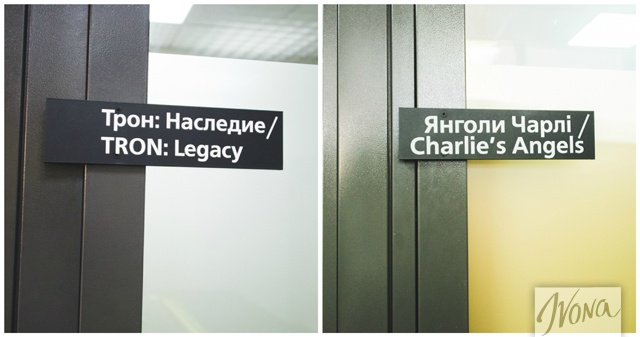 Трон: Наследие/
TRON: Legacy
Янголи Чарлі /
Charlie's Angels
IVONA